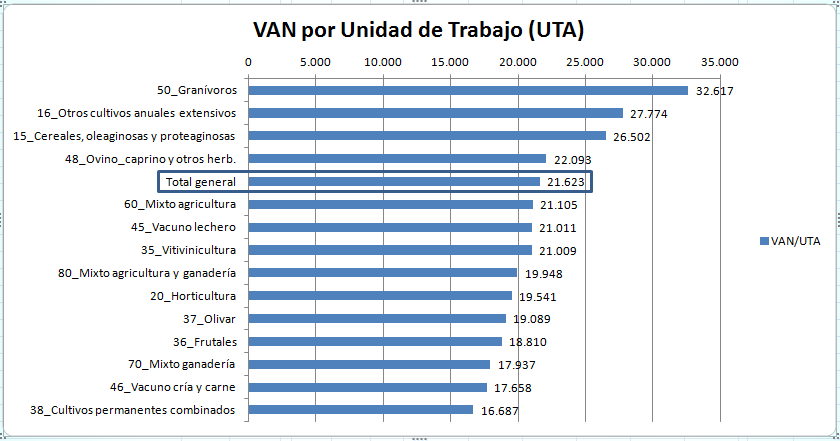 VAN por Unidad de Trabajo (UTA)
0 5.000 10.000 15.000 20.000 25.000 30.000 35.000
50_Granívoros 32.617
16_Otros cultivos anuales extensivos 27.774
15_Cereales, oleaginosas y proteaginosas 26.502
48_Ovino_caprino y otros herb. 22.093
Total general 21.623
60_Mixto agricultura 21.105
45_Vacuno lechero 21.011
35_Vitivinicultura 21.009
80_Mixto agricultura y ganadería 19.948
20_Horticultura 19.541
37_Olivar 19.089
36_Frutales 18.810
70_Mixto ganadería 17.937
46_Vacuno cría y carne 17.658
38_Cultivos permanentes combinados 16.687
VAN/UTA